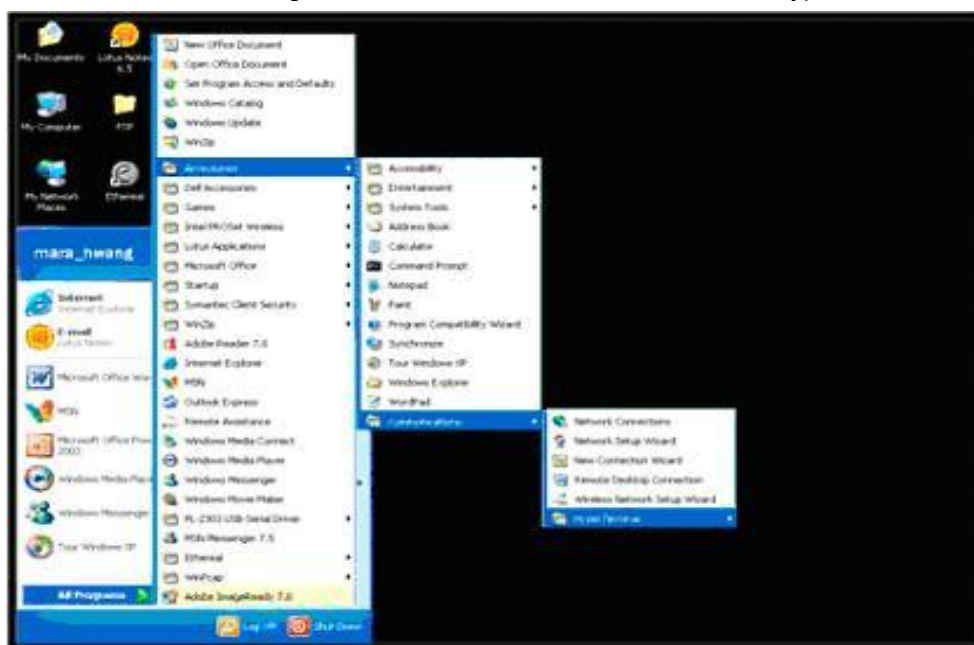 My Documents
Lotus Notes
6.5
My Computer
FTP
My Network
Places
Ethereal
mara_hwang
Internet
Internet Explorer
E-mail
Lotus Notes
Microsoft Office
MSN
Microsoft Office
2003
Windows Media
Windows Messenger
Tour Windows XP
All Programs
New Office Document
Open Office Document
Set Program Access and Defaults
Windows Catalog
Windows Update
WinZip
Accessories
Dell Accessories
Games
Intel PROSet Wireless
Lotus Applications
Microsoft Office
Startup
Symantec Client Security
WinZip
Adobe Reader 7.0
Internet Explorer
MSN
Outlook Express
Remote Assistance
Windows Media Connect
Windows Media Player
Windows Messenger
Windows Movie Maker
PL-2303 USB-Serial Driver
MSN Messenger 7.5
Ethereal
WinPcap
Adobe ImageReady 7.0
Accessibility
Entertainment
System Tools
Address Book
Calculator
Command Prompt
Notepad
Paint
Program Compatibility Wizard
Synchronize
Tour Windows XP
Windows Explorer
WordPad
Communications
Network Connections
Network Setup Wizard
New Connection Wizard
Remote Desktop Connection
Wireless Network Setup Wizard
HyperTerminal
Log Off
Shut Down